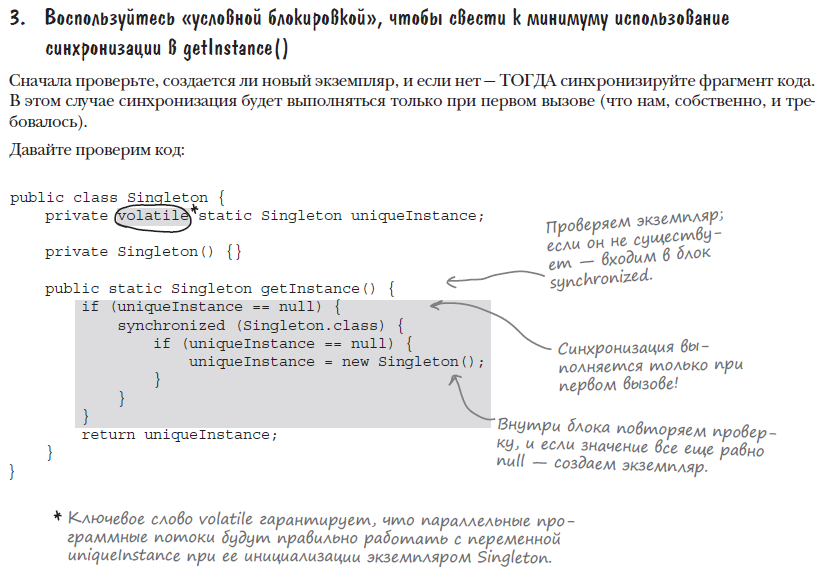 3. Воспользуйтесь «условной блокировкой», чтобы свести к минимуму использование
синхронизации в getInstance()
Сначала проверьте, создается ли новый экземпляр, и если нет — ТОГДА синхронизируйте фрагмент кода.
В этом случае синхронизация будет выполняться только при первом вызове (что нам, собственно, и тре-
бовалось).
Давайте проверим код:
public class Singleton {
    private volatile* static Singleton uniqueInstance;
    private Singleton() {}
    public static Singleton getInstance() {
        if (uniqueInstance == null) {
            synchronized (Singleton.class) {
                if (uniqueInstance == null) {
                    uniqueInstance = new Singleton();
                }
            }
        }
        return uniqueInstance;
    }
}
Проверяем экземпляр;
если он не существу-
ет — входим в блок
synchronized.
Синхронизация вы-
полняется только при
первом вызове!
Внутри блока повторяем провер-
ку, и если значение все еще равно
null — создаем экземпляр.
* Ключевое слово volatile гарантирует, что параллельные про-
граммные потоки будут правильно работать с переменной
uniqueInstance при ее инициализации экземпляром Singleton.